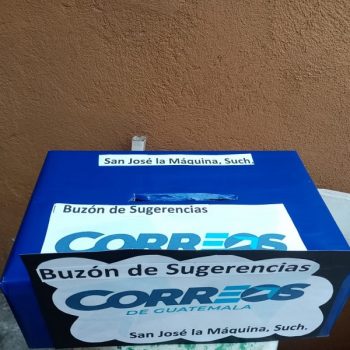 San José la Máquina, Such.
Buzón de Sugerencias
CORREOS
Buzón de Sugerencias
CORREOS
DE GUATEMALA
San José la Máquina, Such.